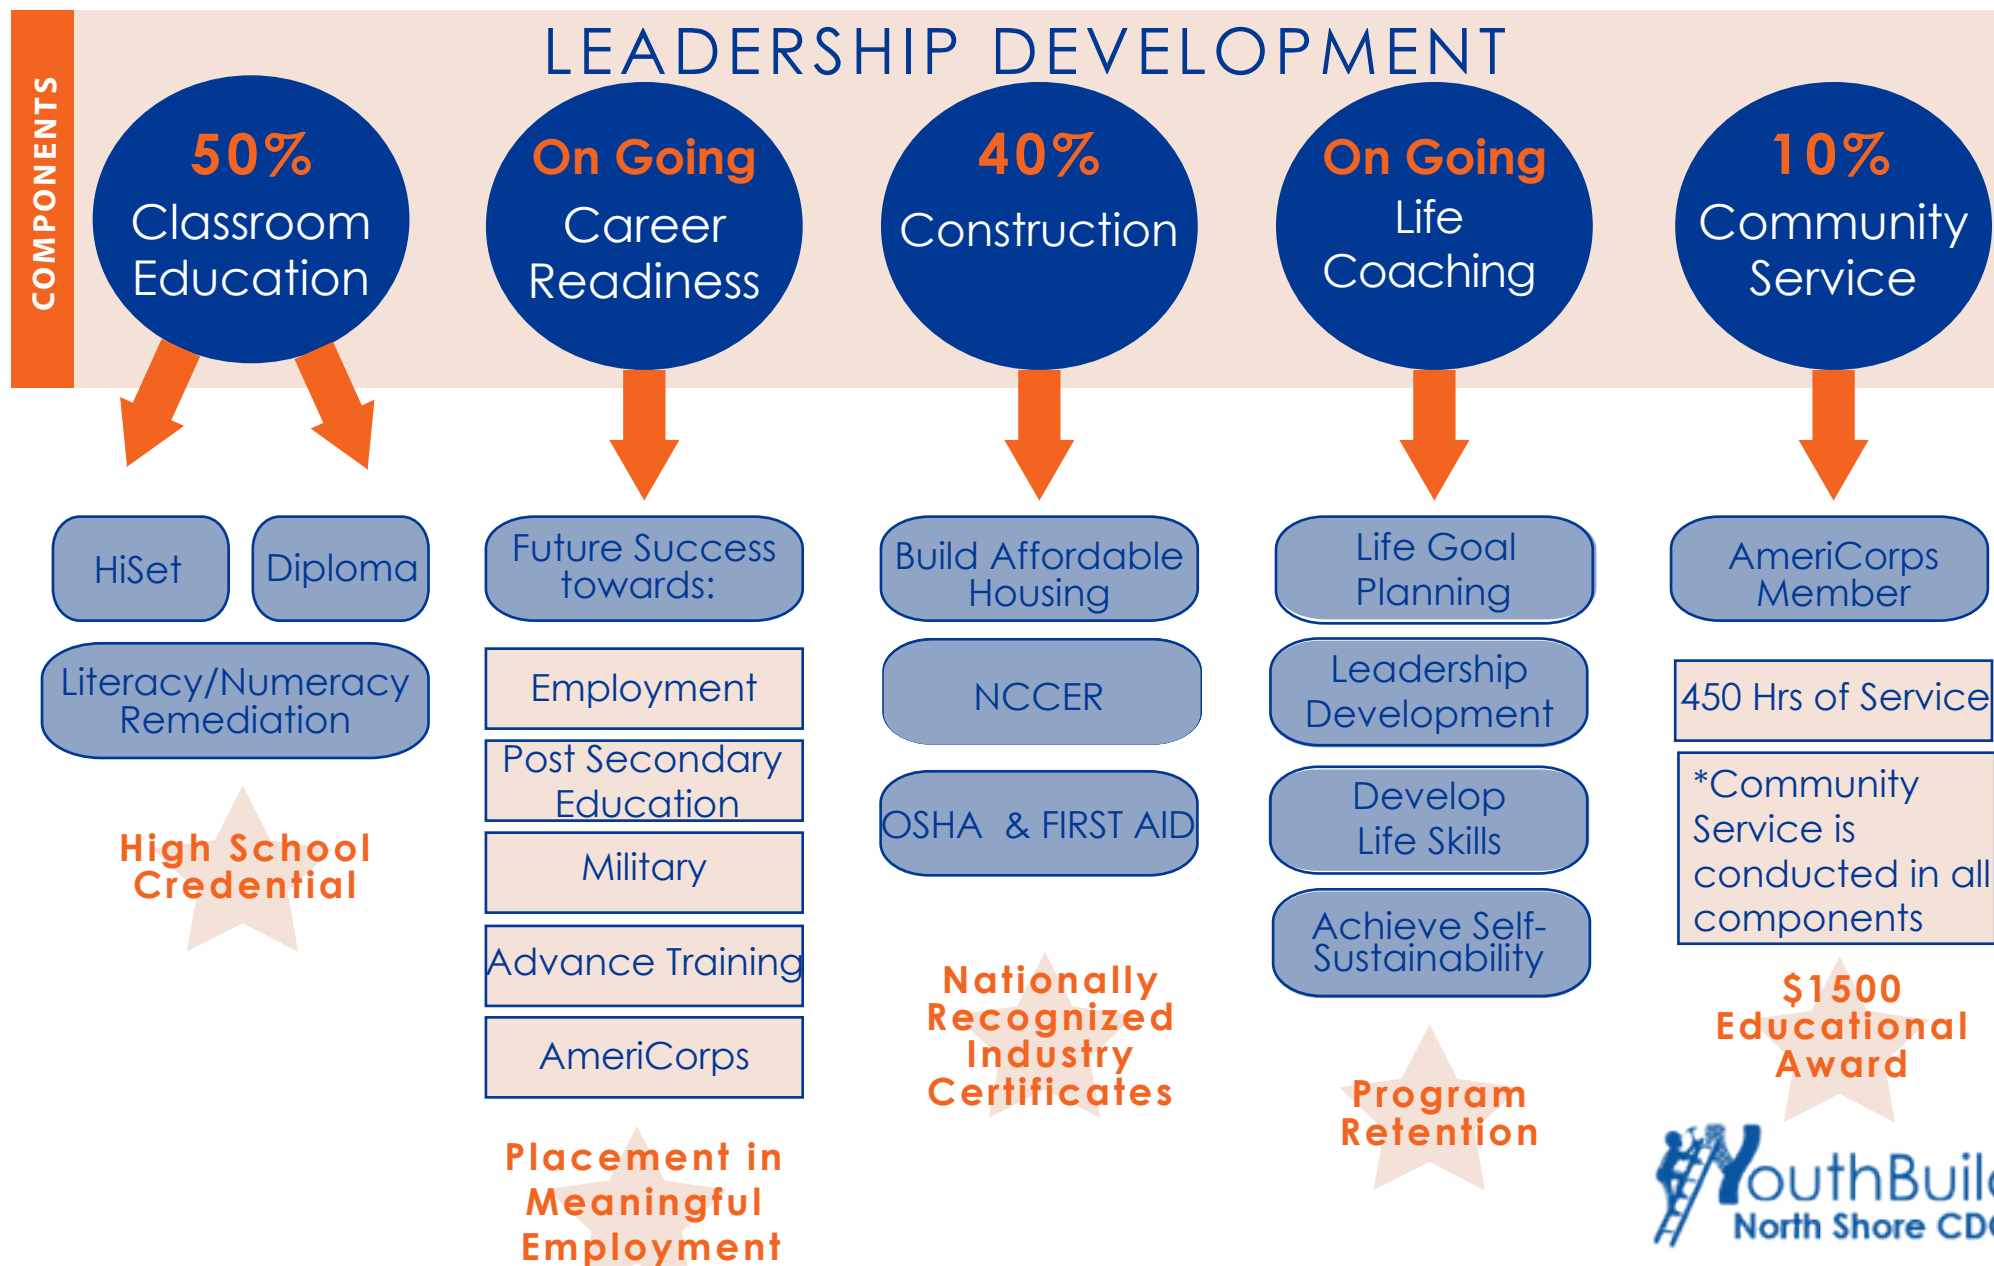 LEADERSHIP DEVELOPMENT
COMPONENTS
50%
Classroom
Education
On Going
Career
Readiness
40%
Construction
On Going
Life
Coaching
10%
Community
Service
HiSet
Diploma
Literacy/Numeracy
Remediation
High School
Credential
Future Success
towards:
Employment
Post Secondary
Education
Military
Advance Training
AmeriCorps
Placement in
Meaningful
Employment
Build Affordable
Housing
NCCER
OSHA & FIRST AID
Nationally
Recognized
Industry
Certificates
Life Goal
Planning
Leadership
Development
Develop
Life Skills
Achieve Self-
Sustainability
Program
Retention
AmeriCorps
Member
450 Hrs of Service
*Community
Service is
conducted in all
components
$1500
Educational
Award
YouthBuild
North Shore CDC